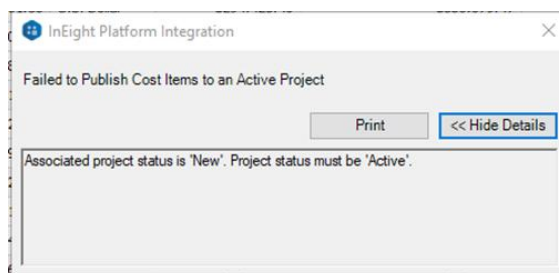 InEight Platform Integration
Failed to Publish Cost Items to an Active Project
Print
<< Hide Details
Associated project status is 'New'. Project status must be 'Active'.